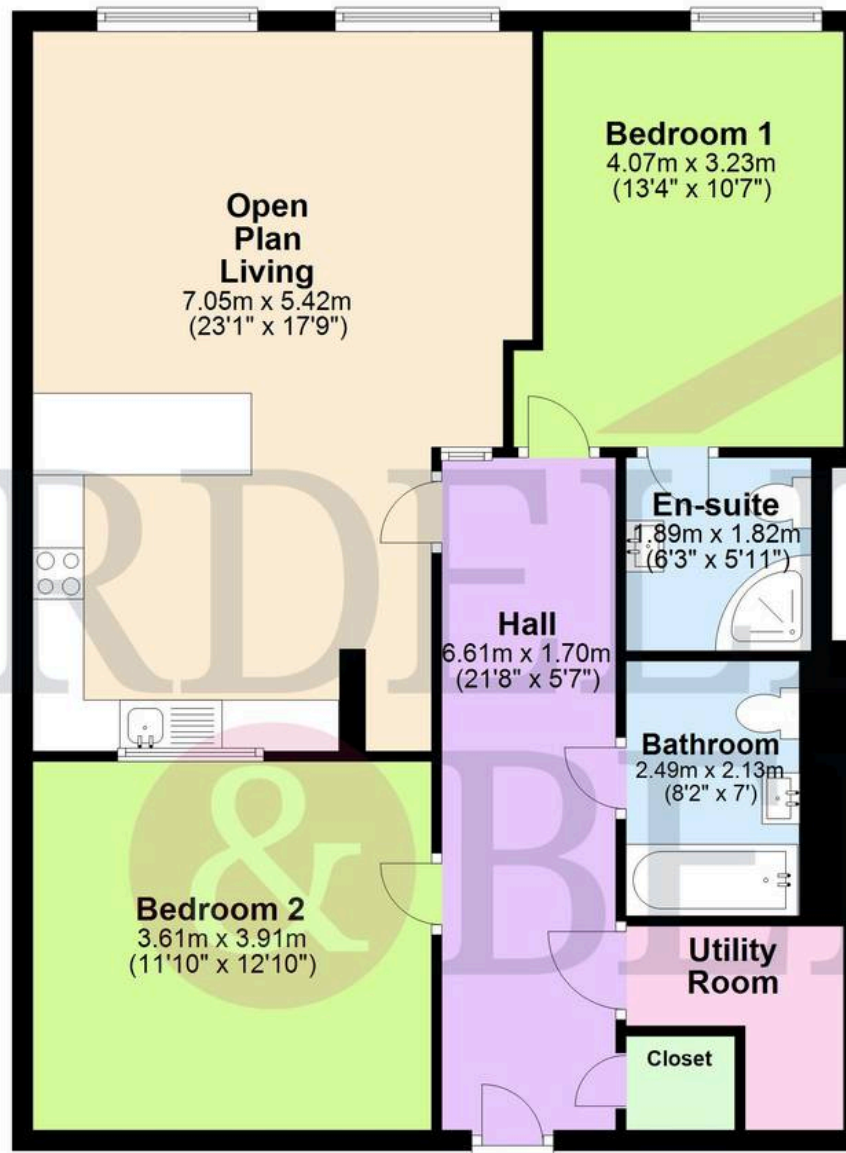 Bedroom 1
4.07m x 3.23m
(13'4" x 10'7")
Open
Plan
Living
7.05m x 5.42m
(23'1" x 17'9")
En-suite
1.89m x 1.82m
(6'3" x 5'11")
Hall
6.61m x 1.70m
(21'8" x 5'7")
Bathroom
2.49m x 2.13m
(8'2" x 7')
Bedroom 2
3.61m x 3.91m
(11'10" x 12'10")
Utility
Room
Closet
&